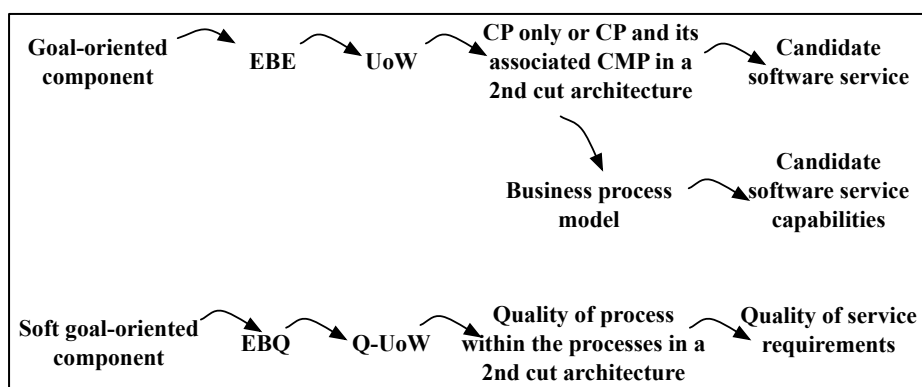 Goal-oriented
component
EBE
UoW
CP only or CP and its
associated CMP in a
2nd cut architecture
Candidate
software service
Business process
model
Candidate
software service
capabilities
Soft goal-oriented
component
EBQ
Q-UoW
Quality of process
within the processes in a
2nd cut architecture
Quality of service
requirements